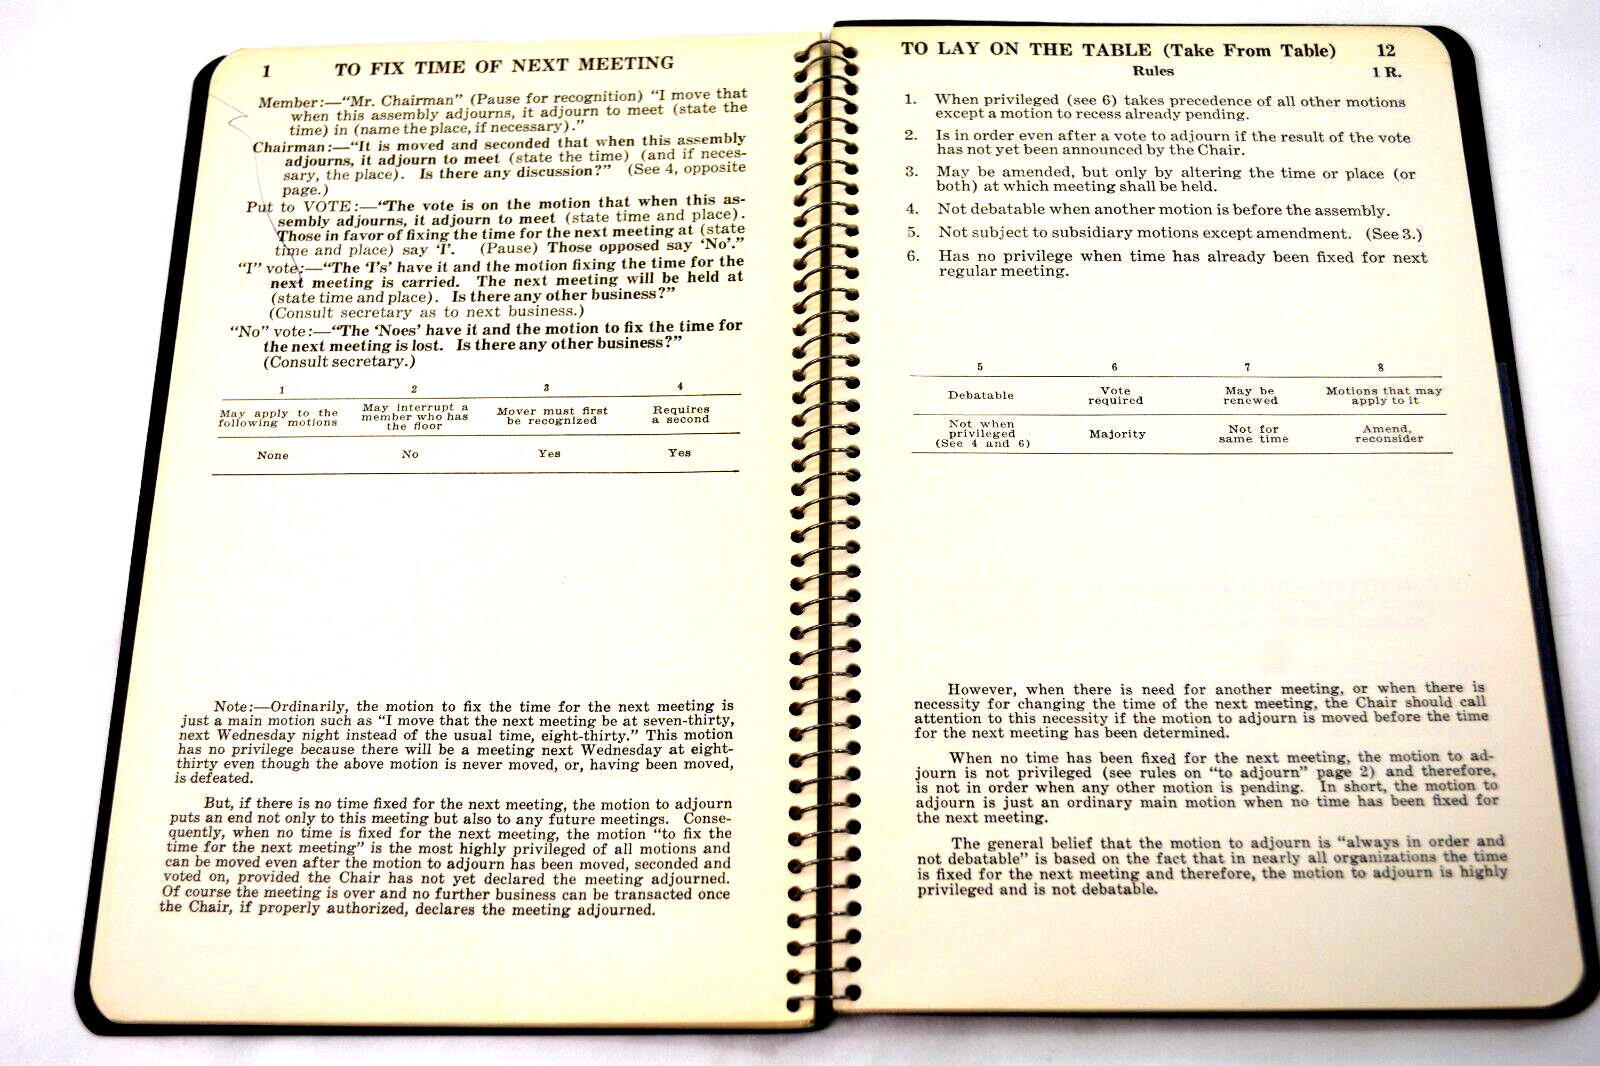 1 TO FIX TIME OF NEXT MEETING
Member:—“Mr. Chairman” (Pause for recognition) “I move that
when this assembly adjourns, it adjourn to meet (state the
time) in (name the place, if necessary).”
Chairman:—“It is moved and seconded that when this assembly
adjourns, it adjourn to meet (state the time) (and if neces-
sary, the place). Is there any discussion?” (See 4, opposite
page.)
Put to VOTE:—“The vote is on the motion that when this as-
sembly adjourns, it adjourn to meet (state time and place).
Those in favor of fixing the time for the next meeting at (state
time and place) say ‘I’. (Pause) Those opposed say ‘No’.”
“I” vote:—“The ‘I’s’ have it and the motion fixing the time for the
next meeting is carried. The next meeting will be held at
(state time and place). Is there any other business?”
(Consult secretary as to next business.)
“No” vote:—“The ‘Noes’ have it and the motion to fix the time for
the next meeting is lost. Is there any other business?”
(Consult secretary.)
1 2 3 4
May apply to the
following motions
May interrupt a
member who has
the floor
Mover must first
be recognized
Requires
a second
None No Yes Yes
Note:—Ordinarily, the motion to fix the time for the next meeting is
just a main motion such as “I move that the next meeting be at seven-thirty,
next Wednesday night instead of the usual time, eight-thirty.” This motion
has no privilege because there will be a meeting next Wednesday at eight-
thirty even though the above motion is never moved, or, having been moved,
is defeated.
But, if there is no time fixed for the next meeting, the motion to adjourn
puts an end not only to this meeting but also to any future meetings. Conse-
quently, when no time is fixed for the next meeting, the motion “to fix the
time for the next meeting” is the most highly privileged of all motions and
can be moved even after the motion to adjourn has been moved, seconded and
voted on, provided the Chair has not yet declared the meeting adjourned.
Of course the meeting is over and no further business can be transacted once
the Chair, if properly authorized, declares the meeting adjourned.
TO LAY ON THE TABLE (Take From Table) 12
Rules 1 R.
1. When privileged (see 6) takes precedence of all other motions
except a motion to recess already pending.
2. Is in order even after a vote to adjourn if the result of the vote
has not yet been announced by the Chair.
3. May be amended, but only by altering the time or place (or
both) at which meeting shall be held.
4. Not debatable when another motion is before the assembly.
5. Not subject to subsidiary motions except amendment. (See 3.)
6. Has no privilege when time has already been fixed for next
regular meeting.
5 6 7 8
Debatable
Vote
required
May be
renewed
Motions that may
apply to it
Not when
privileged
(See 4 and 6)
Majority
Not for
same time
Amend,
reconsider
However, when there is need for another meeting, or when there is
necessity for changing the time of the next meeting, the Chair should call
attention to this necessity if the motion to adjourn is moved before the time
for the next meeting has been determined.
When no time has been fixed for the next meeting, the motion to ad-
journ is not privileged (see rules on “to adjourn” page 2) and therefore,
is not in order when any other motion is pending. In short, the motion to
adjourn is just an ordinary main motion when no time has been fixed for
the next meeting.
The general belief that the motion to adjourn is “always in order and
not debatable” is based on the fact that in nearly all organizations the time
is fixed for the next meeting and therefore, the motion to adjourn is highly
privileged and is not debatable.